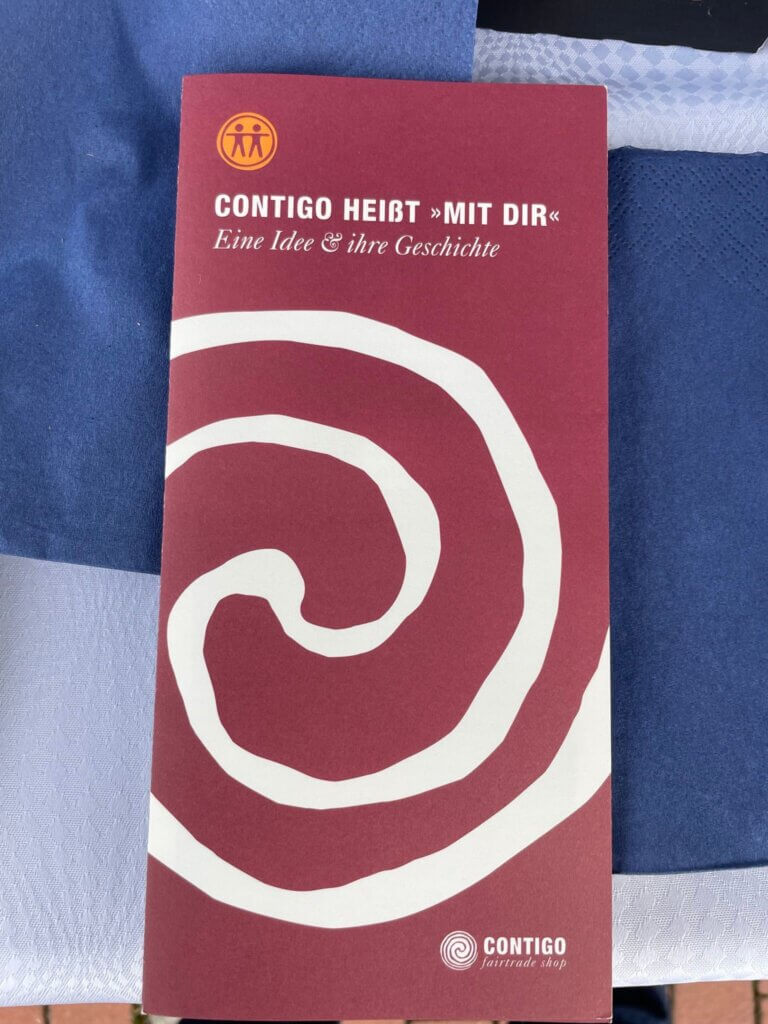 CONTIGO HEIßT »MIT DIR«
Eine Idee & ihre Geschichte
CONTIGO
fairtrade shop